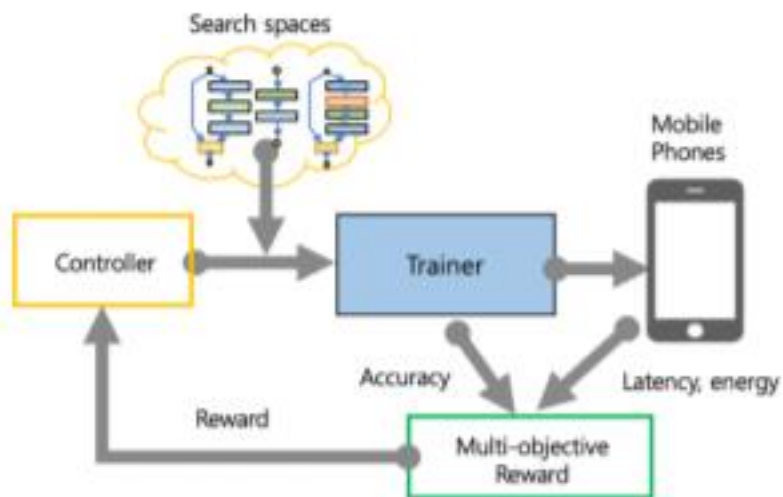 Search spaces
Mobile
Phones
Controller
Trainer
Accuracy
Latency, energy
Reward
Multi-objective
Reward